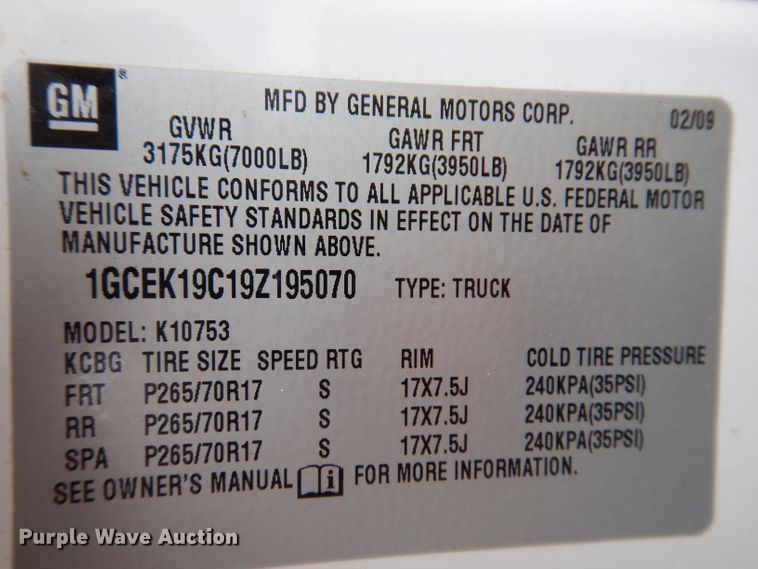 GM ®
MFD BY GENERAL MOTORS CORP. 02/09
GVWR GAWR FRT GAWR RR
3175KG(7000LB) 1792KG(3950LB) 1792KG(3950LB)
THIS VEHICLE CONFORMS TO ALL APPLICABLE U.S. FEDERAL MOTOR
VEHICLE SAFETY STANDARDS IN EFFECT ON THE DATE OF
MANUFACTURE SHOWN ABOVE.
1GCEK19C19Z195070 TYPE: TRUCK
MODEL: K10753
KCBG TIRE SIZE SPEED RTG RIM COLD TIRE PRESSURE
FRT P265/70R17 S 17X7.5J 240KPA(35PSI)
RR P265/70R17 S 17X7.5J 240KPA(35PSI)
SPA P265/70R17 S 17X7.5J 240KPA(35PSI)
SEE OWNER'S MANUAL i FOR MORE INFORMATION.
Purple Wave Auction